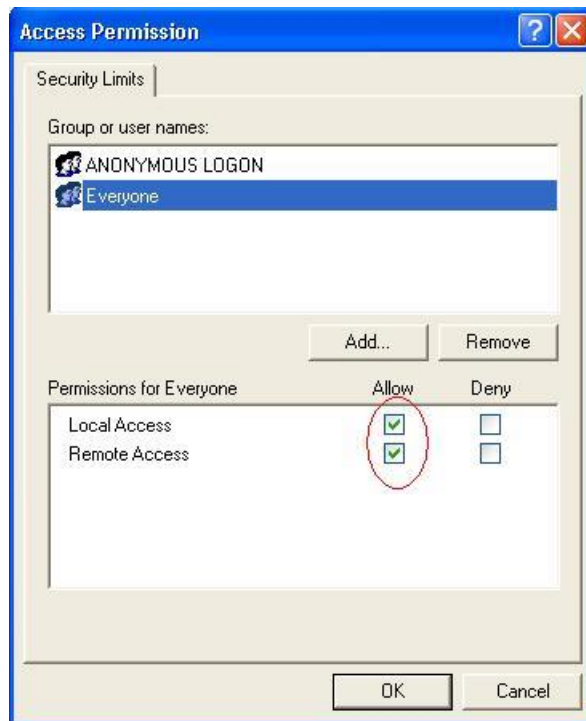 Access Permission
Security Limits
Group or user names:
ANONYMOUS LOGON
Everyone
Add... Remove
Permissions for Everyone Allow Deny
Local Access
Remote Access
OK Cancel